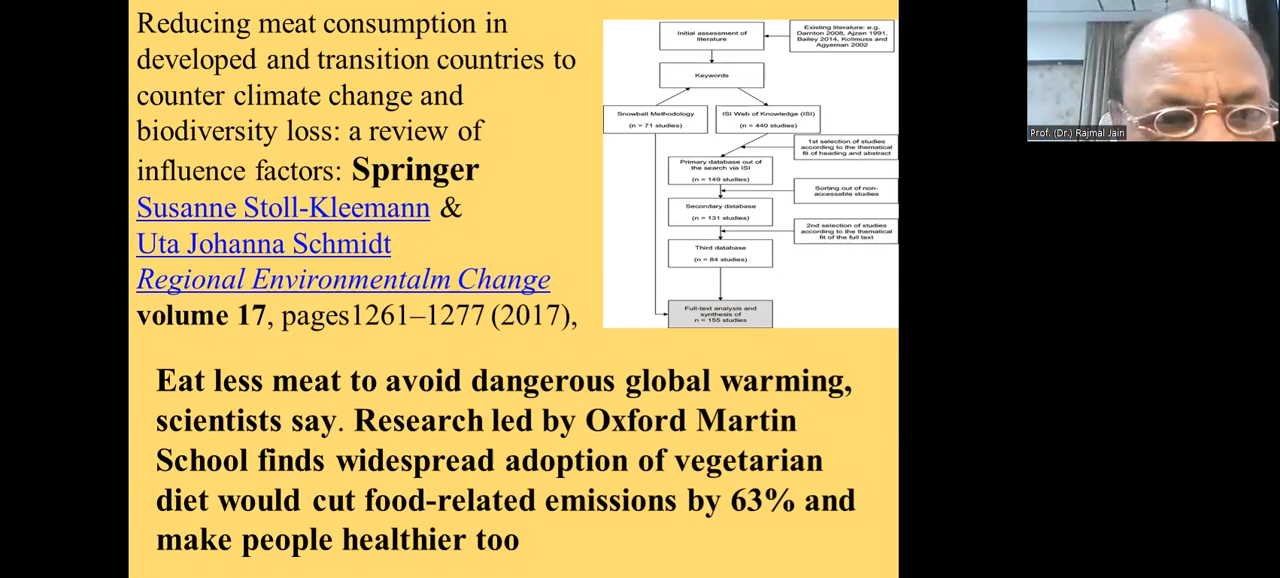 Reducing meat consumption in
developed and transition countries to
counter climate change and
biodiversity loss: a review of
influence factors: Springer
Susanne Stoll-Kleemann &
Uta Johanna Schmidt
Regional Environmentalm Change
volume 17, pages1261–1277 (2017),
Initial assessment of
literature
Existing literature: e.g.
Darnton 2008, Ajzen 1991,
Bailey 2014, Kollmuss and
Agyeman 2002
Keywords
Snowball Methodology
(n = 71 studies)
ISI Web of Knowledge (ISI)
(n = 440 studies)
1st selection of studies
according to the thematical
fit of heading and abstract
Primary database out of
the search via ISI
(n = 149 studies)
Sorting out of non-
accessable studies
Secondary database
(n = 131 studies)
2nd selection of studies
according to the thematical
fit of the full text
Third database
(n = 84 studies)
Full-text analysis and
synthesis of
n = 155 studies
Eat less meat to avoid dangerous global warming,
scientists say. Research led by Oxford Martin
School finds widespread adoption of vegetarian
diet would cut food-related emissions by 63% and
make people healthier too
Prof. (Dr.) Rajmal Jain